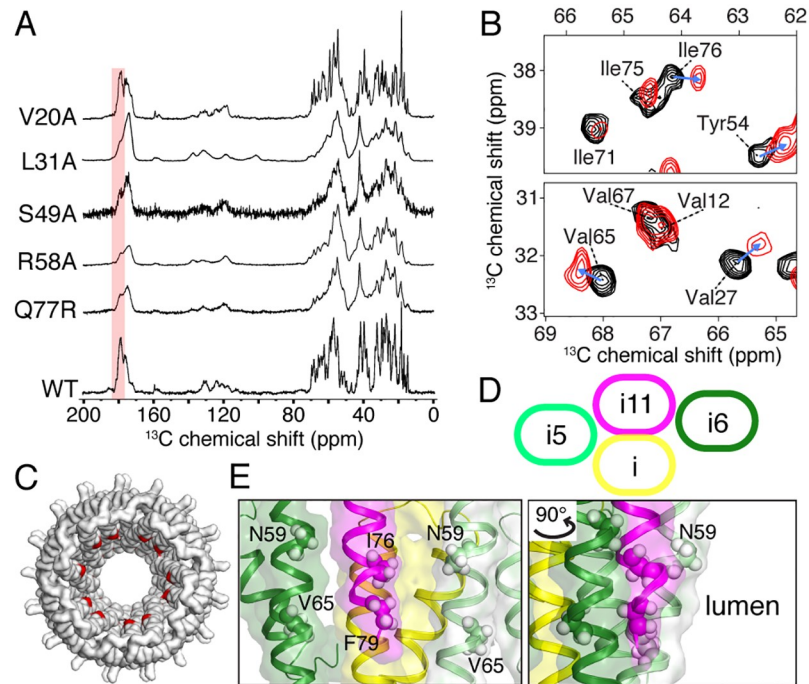 A
V20A
L31A
S49A
R58A
Q77R
WT
200 160 120 80 40 0
¹³C chemical shift (ppm)
B
66 65 64 63 62
Ile76
Ile75
Tyr54
Ile71
38
39
¹³C chemical shift (ppm)
Val67
Val12
Val65
Val27
31
32
33
69 68 67 66 65
¹³C chemical shift (ppm)
C
D
i11
i5
i6
i
E
N59
I76
N59
V65
F79
V65
90°
N59
lumen